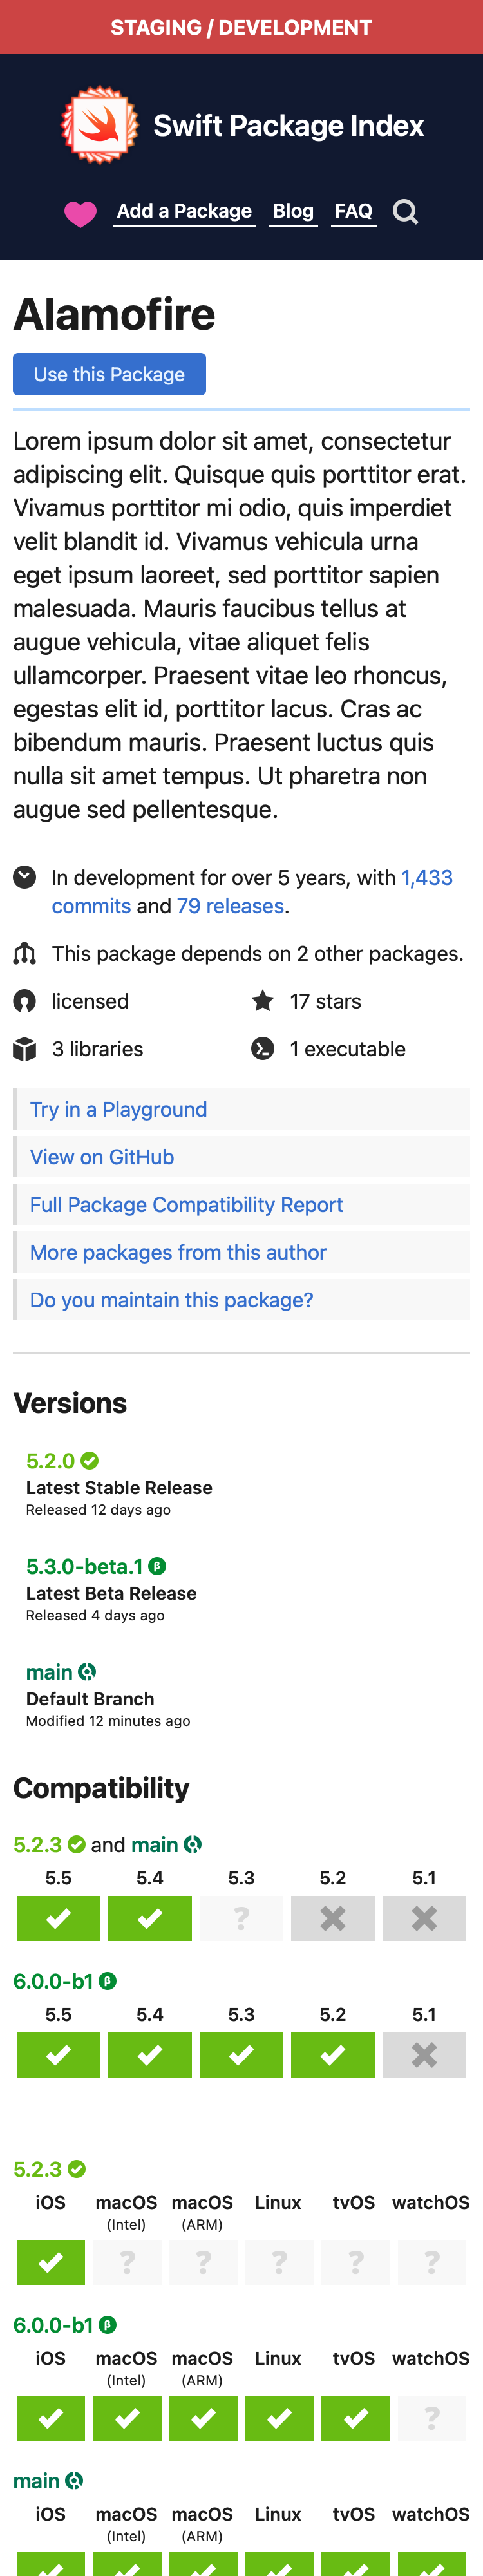 STAGING / DEVELOPMENT
Swift Package Index
Add a Package Blog FAQ
Alamofire
Use this Package
Lorem ipsum dolor sit amet, consectetur
adipiscing elit. Quisque quis porttitor erat.
Vivamus porttitor mi odio, quis imperdiet
velit blandit id. Vivamus vehicula urna
eget ipsum laoreet, sed porttitor sapien
malesuada. Mauris faucibus tellus at
augue vehicula, vitae aliquet felis
ullamcorper. Praesent vitae leo rhoncus,
egestas elit id, porttitor lacus. Cras ac
bibendum mauris. Praesent luctus quis
nulla sit amet tempus. Ut pharetra non
augue sed pellentesque.
In development for over 5 years, with 1,433
commits and 79 releases.
This package depends on 2 other packages.
licensed 17 stars
3 libraries 1 executable
Try in a Playground
View on GitHub
Full Package Compatibility Report
More packages from this author
Do you maintain this package?
Versions
5.2.0
Latest Stable Release
Released 12 days ago
5.3.0-beta.1 β
Latest Beta Release
Released 4 days ago
main
Default Branch
Modified 12 minutes ago
Compatibility
5.2.3 and main
5.5 5.4 5.3 5.2 5.1
?
6.0.0-b1 β
5.5 5.4 5.3 5.2 5.1
5.2.3
iOS macOS macOS Linux tvOS watchOS
(Intel) (ARM)
? ? ? ? ?
6.0.0-b1 β
iOS macOS macOS Linux tvOS watchOS
(Intel) (ARM)
?
main
iOS macOS macOS Linux tvOS watchOS
(Intel) (ARM)